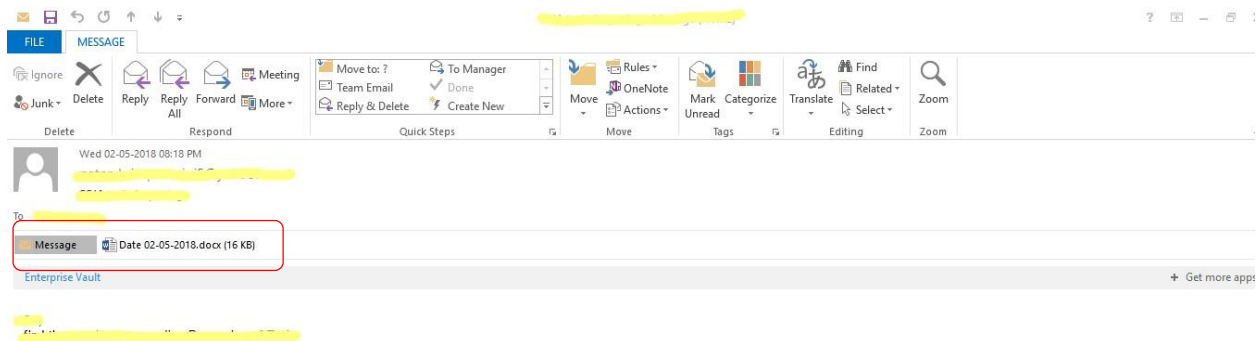 FILE MESSAGE
Ignore
Junk
Delete
Delete
Reply
Reply All
Forward
Meeting
More
Respond
Move to: ?
Team Email
Reply & Delete
To Manager
Done
Create New
Quick Steps
Move
Rules
OneNote
Actions
Move
Mark Unread
Categorize
Tags
Translate
Find
Related
Select
Editing
Zoom
Zoom
Wed 02-05-2018 08:18 PM
To
Message Date 02-05-2018.docx (16 KB)
Enterprise Vault + Get more apps